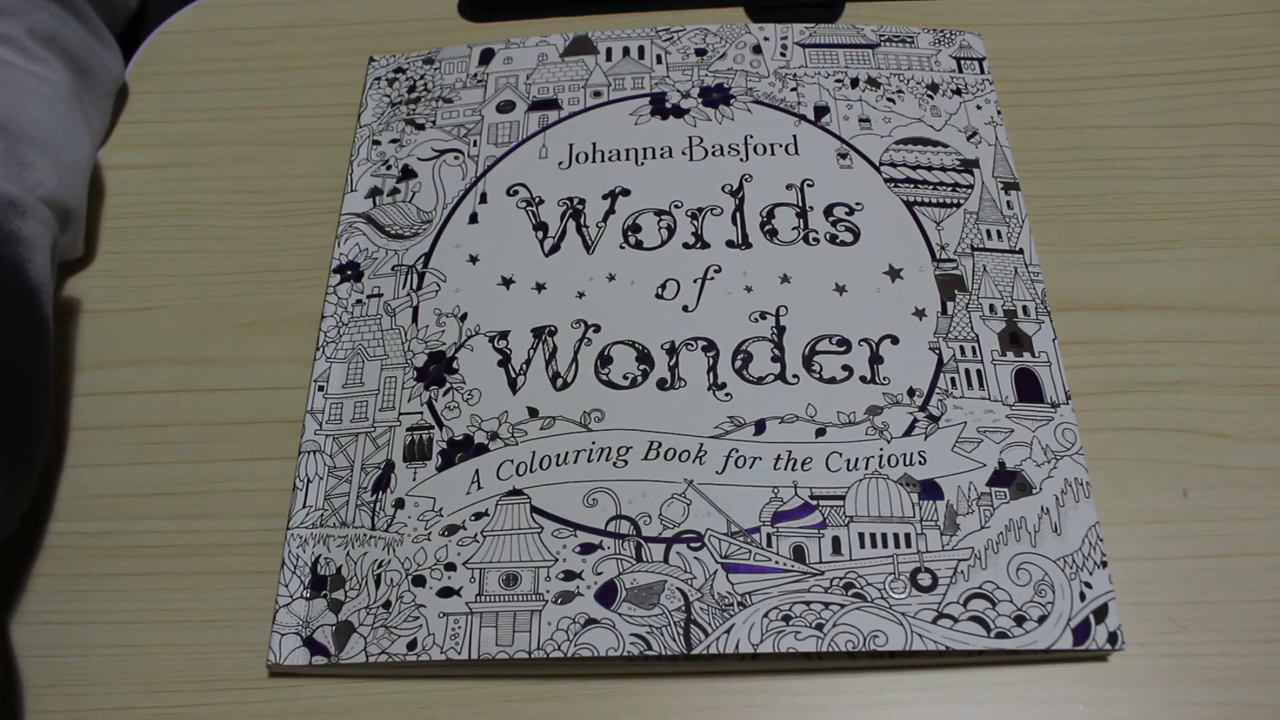 Johanna Basford
Worlds
of
Wonder
A Colouring Book for the Curious